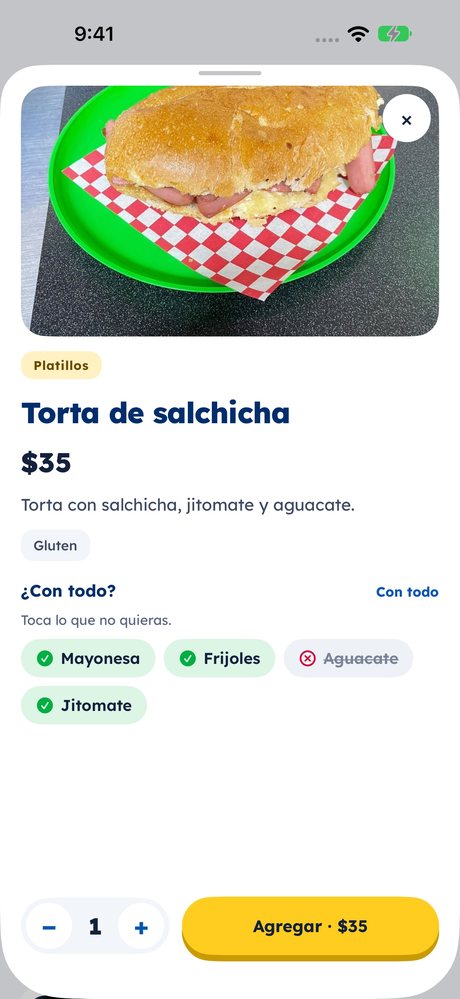 9:41
Platillos
Torta de salchicha
$35
Torta con salchicha, jitomate y aguacate.
Gluten
¿Con todo? Con todo
Toca lo que no quieras.
Mayonesa Frijoles Aguacate
Jitomate
− 1 + Agregar · $35